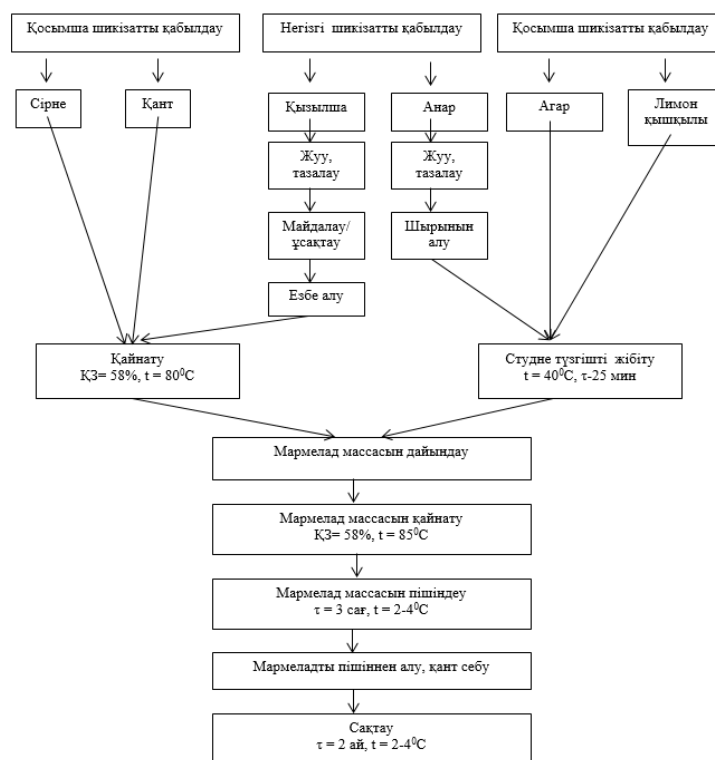 Қосымша шикізатты қабылдау
Негізгі шикізатты қабылдау
Қосымша шикізатты қабылдау
Сірне
Қант
Қызылша
Анар
Агар
Лимон
қышқылы
Жуу,
тазалау
Жуу,
тазалау
Майдалау/
ұсақтау
Шырынын
алу
Езбе алу
Қайнату
ҚЗ= 58%, t = 80⁰С
Студне түзгішті жібіту
t = 40⁰С, τ-25 мин
Мармелад массасын дайындау
Мармелад массасын қайнату
ҚЗ= 58%, t = 85⁰С
Мармелад массасын пішіндеу
τ = 3 сағ, t = 2-4⁰С
Мармеладты пішіннен алу, қант себу
Сақтау
τ = 2 ай, t = 2-4⁰С